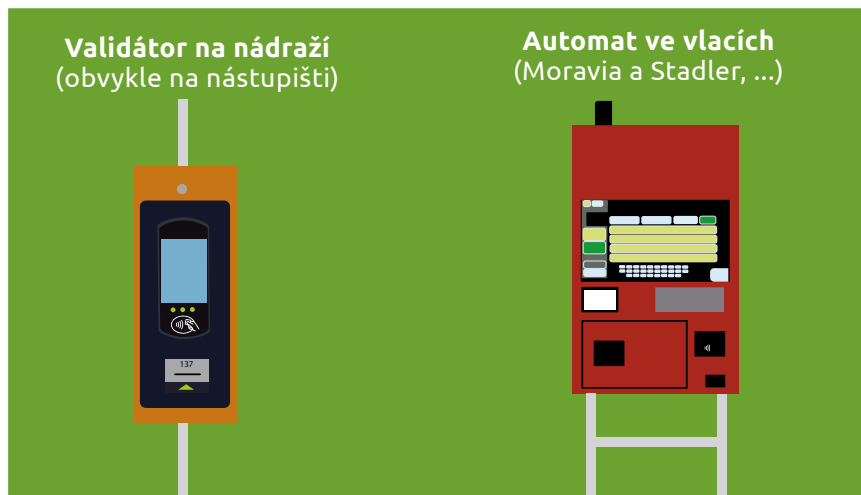 Validátor na nádraží
(obvykle na nástupišti)
Automat ve vlacích
(Moravia a Stadler, ...)
137